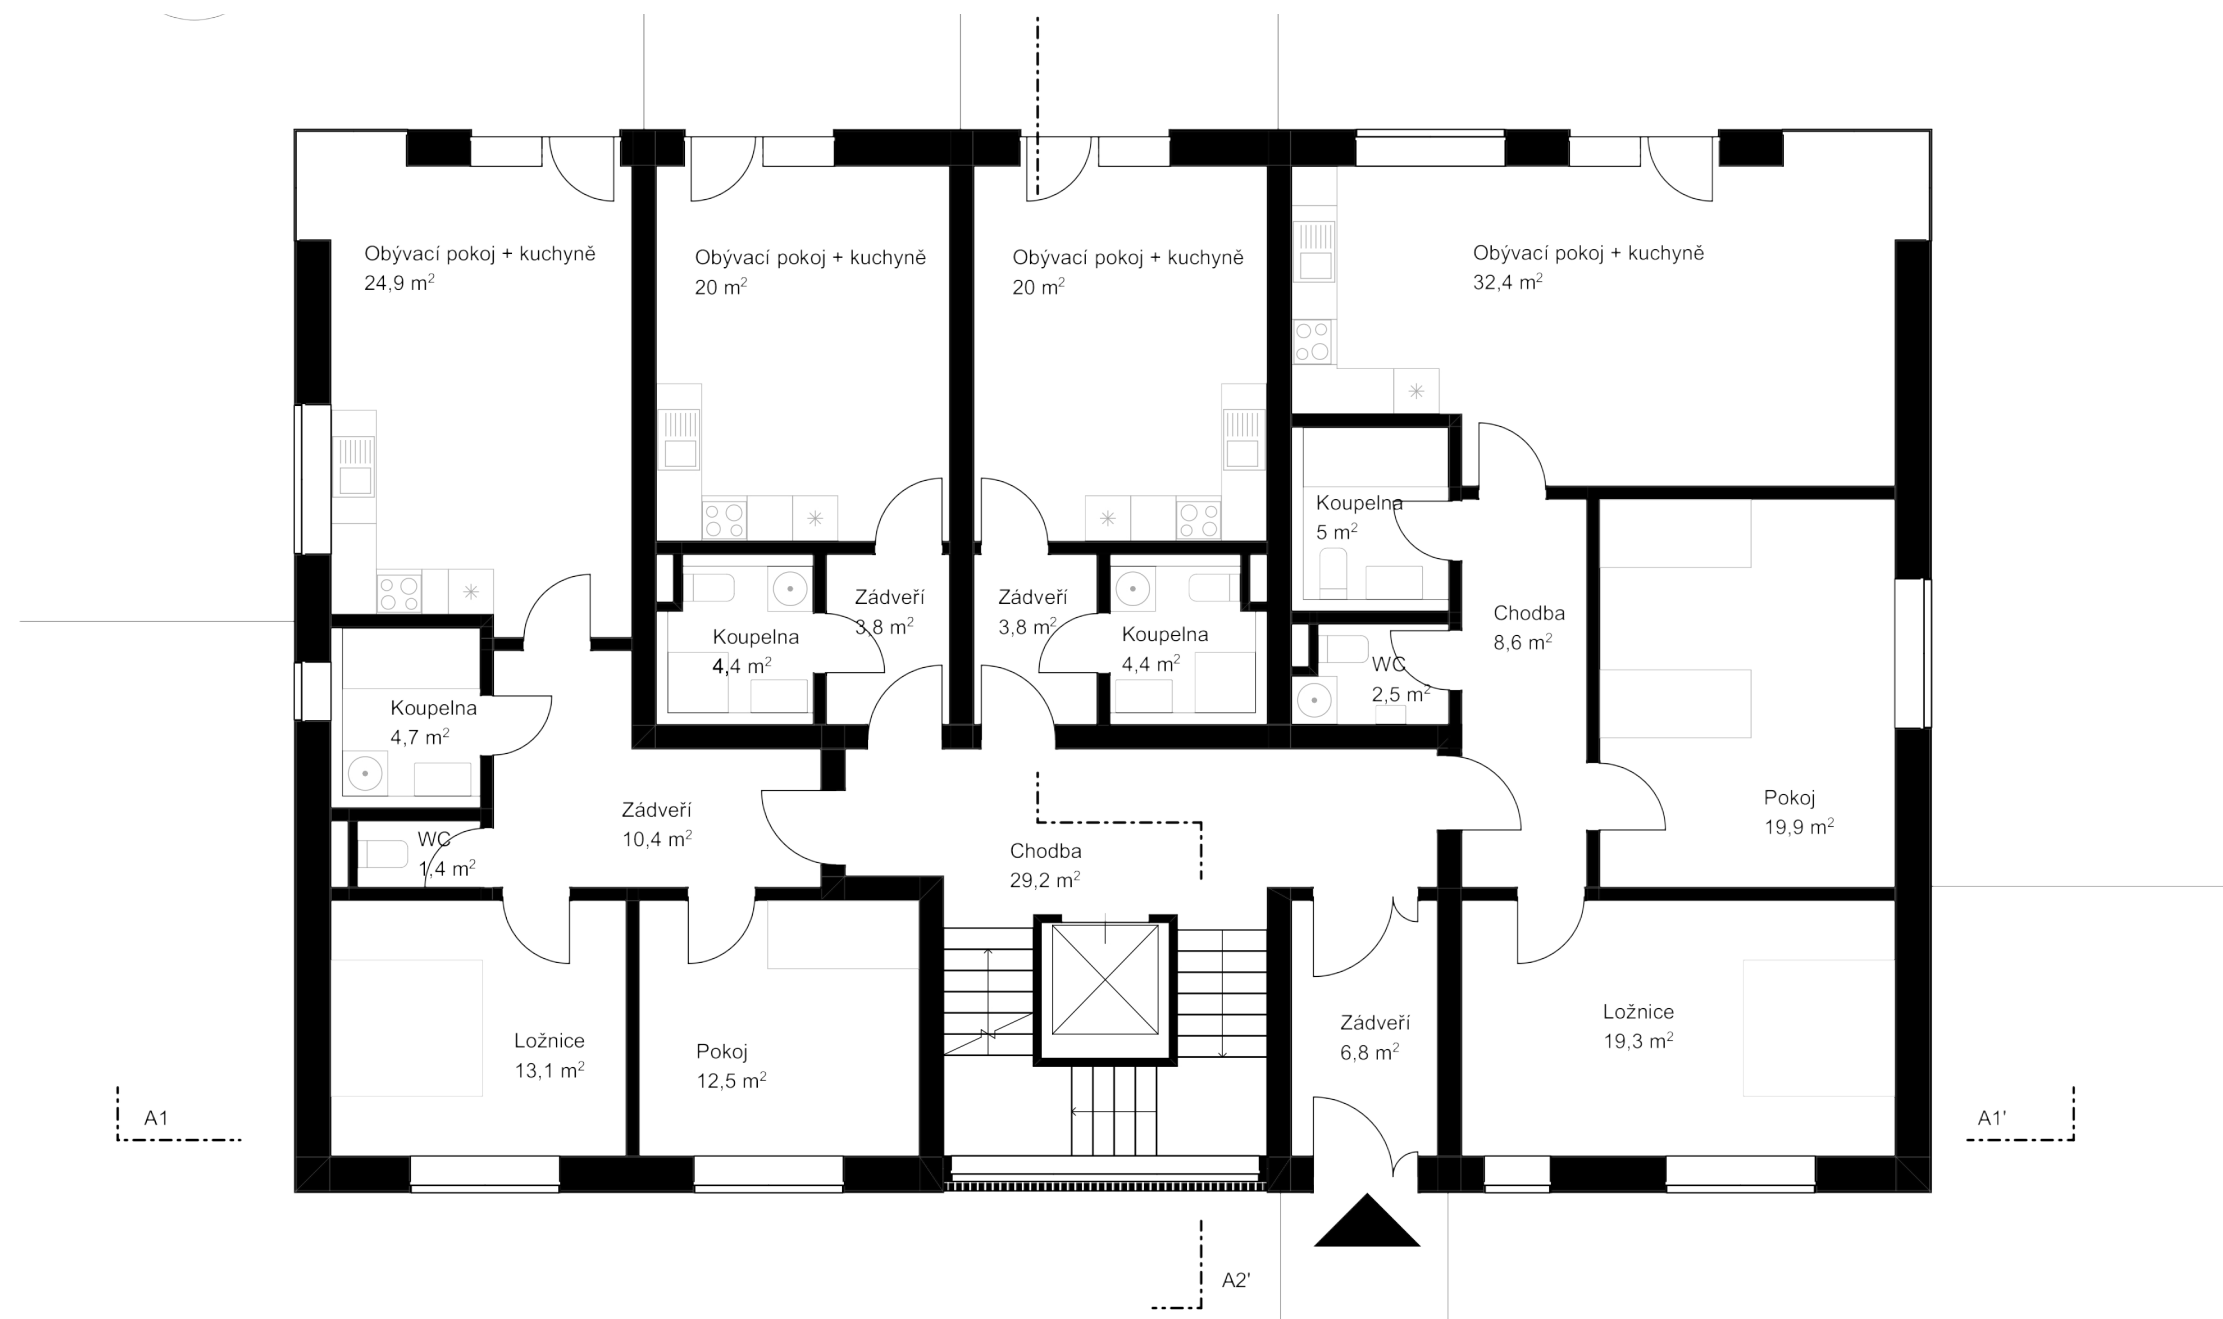 Obývací pokoj + kuchyně
24,9 m²
Obývací pokoj + kuchyně
20 m²
Obývací pokoj + kuchyně
20 m²
Obývací pokoj + kuchyně
32,4 m²
Koupelna
5 m²
Zádveří
3,8 m²
Zádveří
3,8 m²
Koupelna
4,4 m²
Koupelna
4,4 m²
Chodba
8,6 m²
WC
2,5 m²
Koupelna
4,7 m²
Zádveří
10,4 m²
WC
1,4 m²
Chodba
29,2 m²
Pokoj
19,9 m²
Ložnice
13,1 m²
Pokoj
12,5 m²
Zádveří
6,8 m²
Ložnice
19,3 m²
A1
A1'
A2'